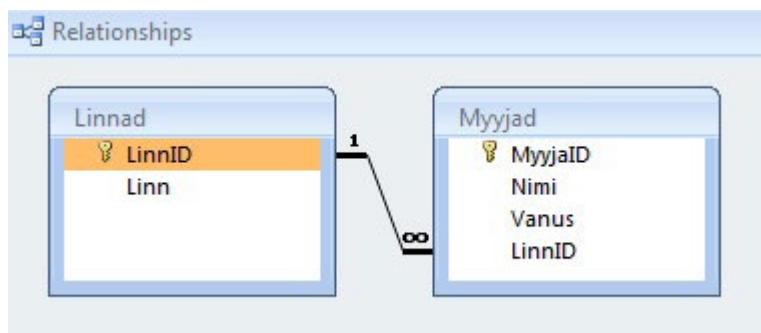 Relationships
Linnad
LinnID
Linn
1
∞
Myyjad
MyyjaID
Nimi
Vanus
LinnID